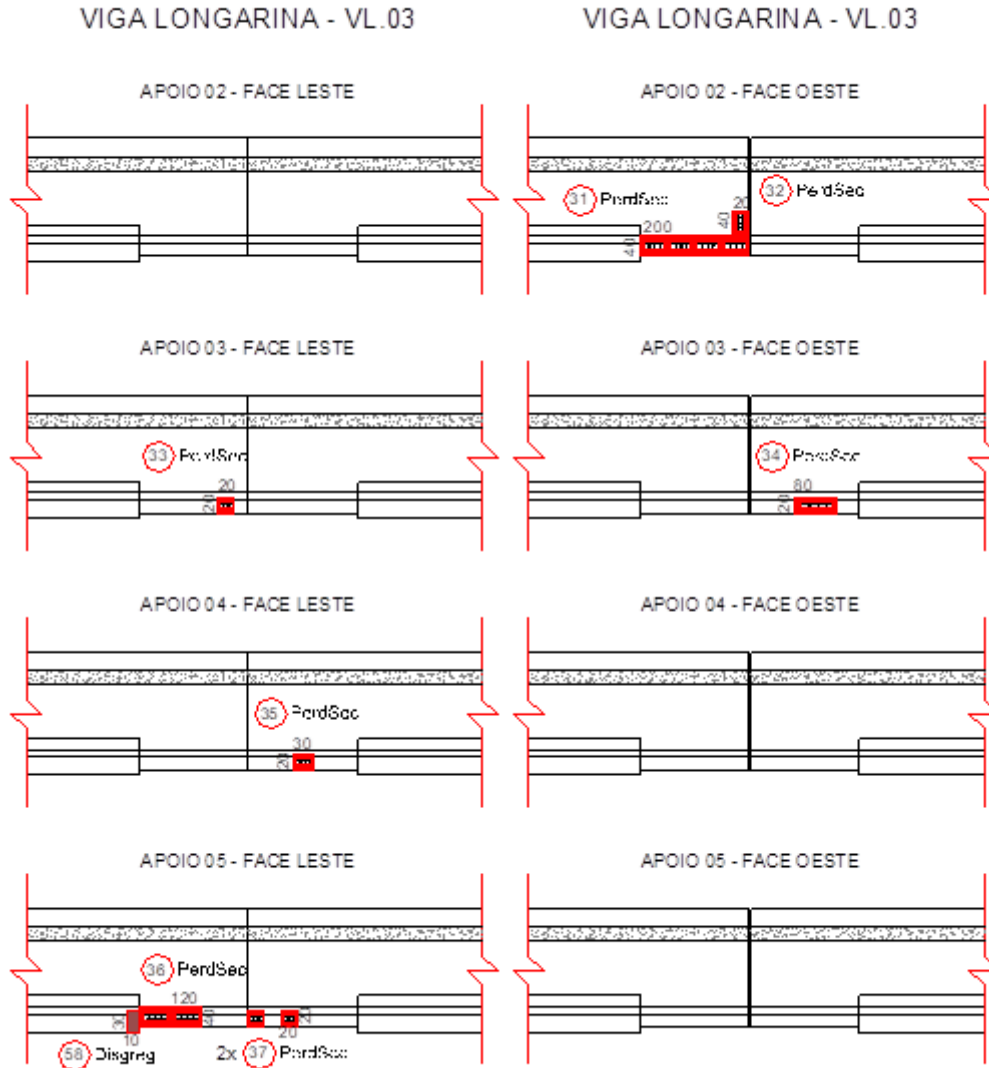 VIGA LONGARINA - VL.03
VIGA LONGARINA - VL.03
APOIO 02 - FACE LESTE
APOIO 02 - FACE OESTE
31 PerdSec
32 PerdSec
20
40
200
40
APOIO 03 - FACE LESTE
APOIO 03 - FACE OESTE
33 PerdSec
34 PerdSec
20
20
80
20
APOIO 04 - FACE LESTE
APOIO 04 - FACE OESTE
35 PerdSec
30
20
APOIO 05 - FACE LESTE
APOIO 05 - FACE OESTE
36 PerdSec
120
30
40
20
10
20
58 Disgreg
2x 37 PerdSec